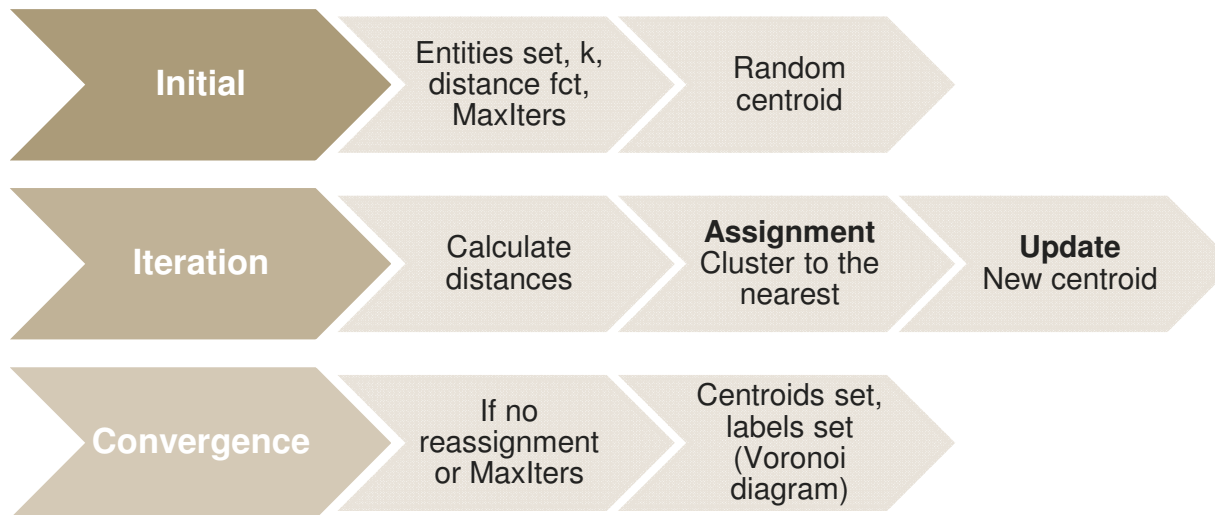 Initial
Entities set, k,
distance fct,
MaxIters
Random
centroid
Iteration
Calculate
distances
Assignment
Cluster to the
nearest
Update
New centroid
Convergence
If no
reassignment
or MaxIters
Centroids set,
labels set
(Voronoi
diagram)